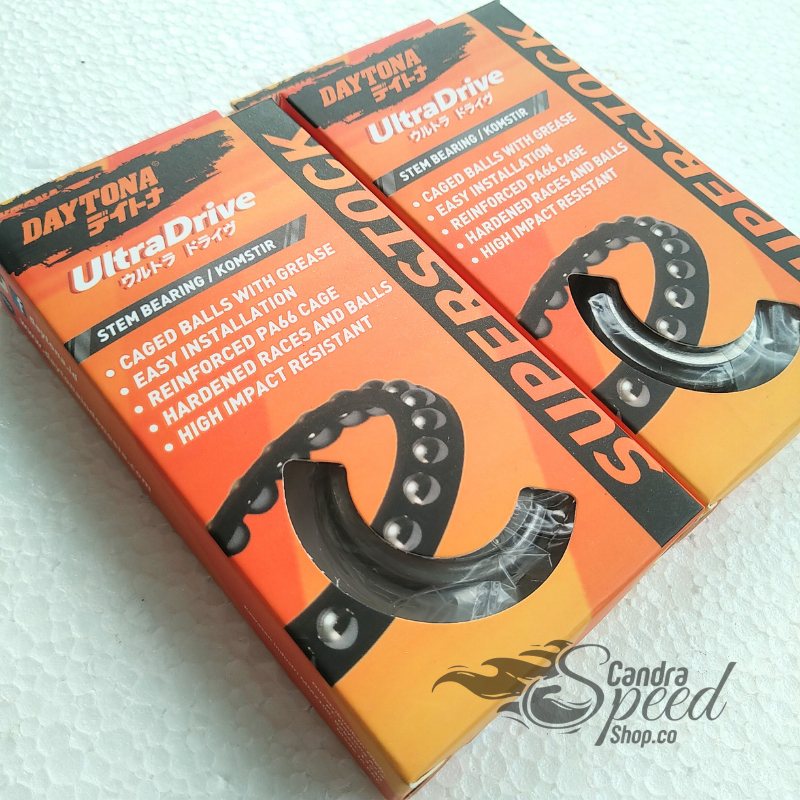 DAYTONA
デイトナ
UltraDrive
ウルトラ ドライヴ
STEM BEARING / KOMSTIR
• CAGED BALLS WITH GREASE
• EASY INSTALLATION
• REINFORCED PA66 CAGE
• HARDENED RACES AND BALLS
• HIGH IMPACT RESISTANT
SUPERSTOCK
DAYTONA
デイトナ
UltraDrive
ウルトラ ドライヴ
STEM BEARING / KOMSTIR
• CAGED BALLS WITH GREASE
• EASY INSTALLATION
• REINFORCED PA66 CAGE
• HARDENED RACES AND BALLS
• HIGH IMPACT RESISTANT
SUPERSTOCK
Candra
Speed
Shop.co